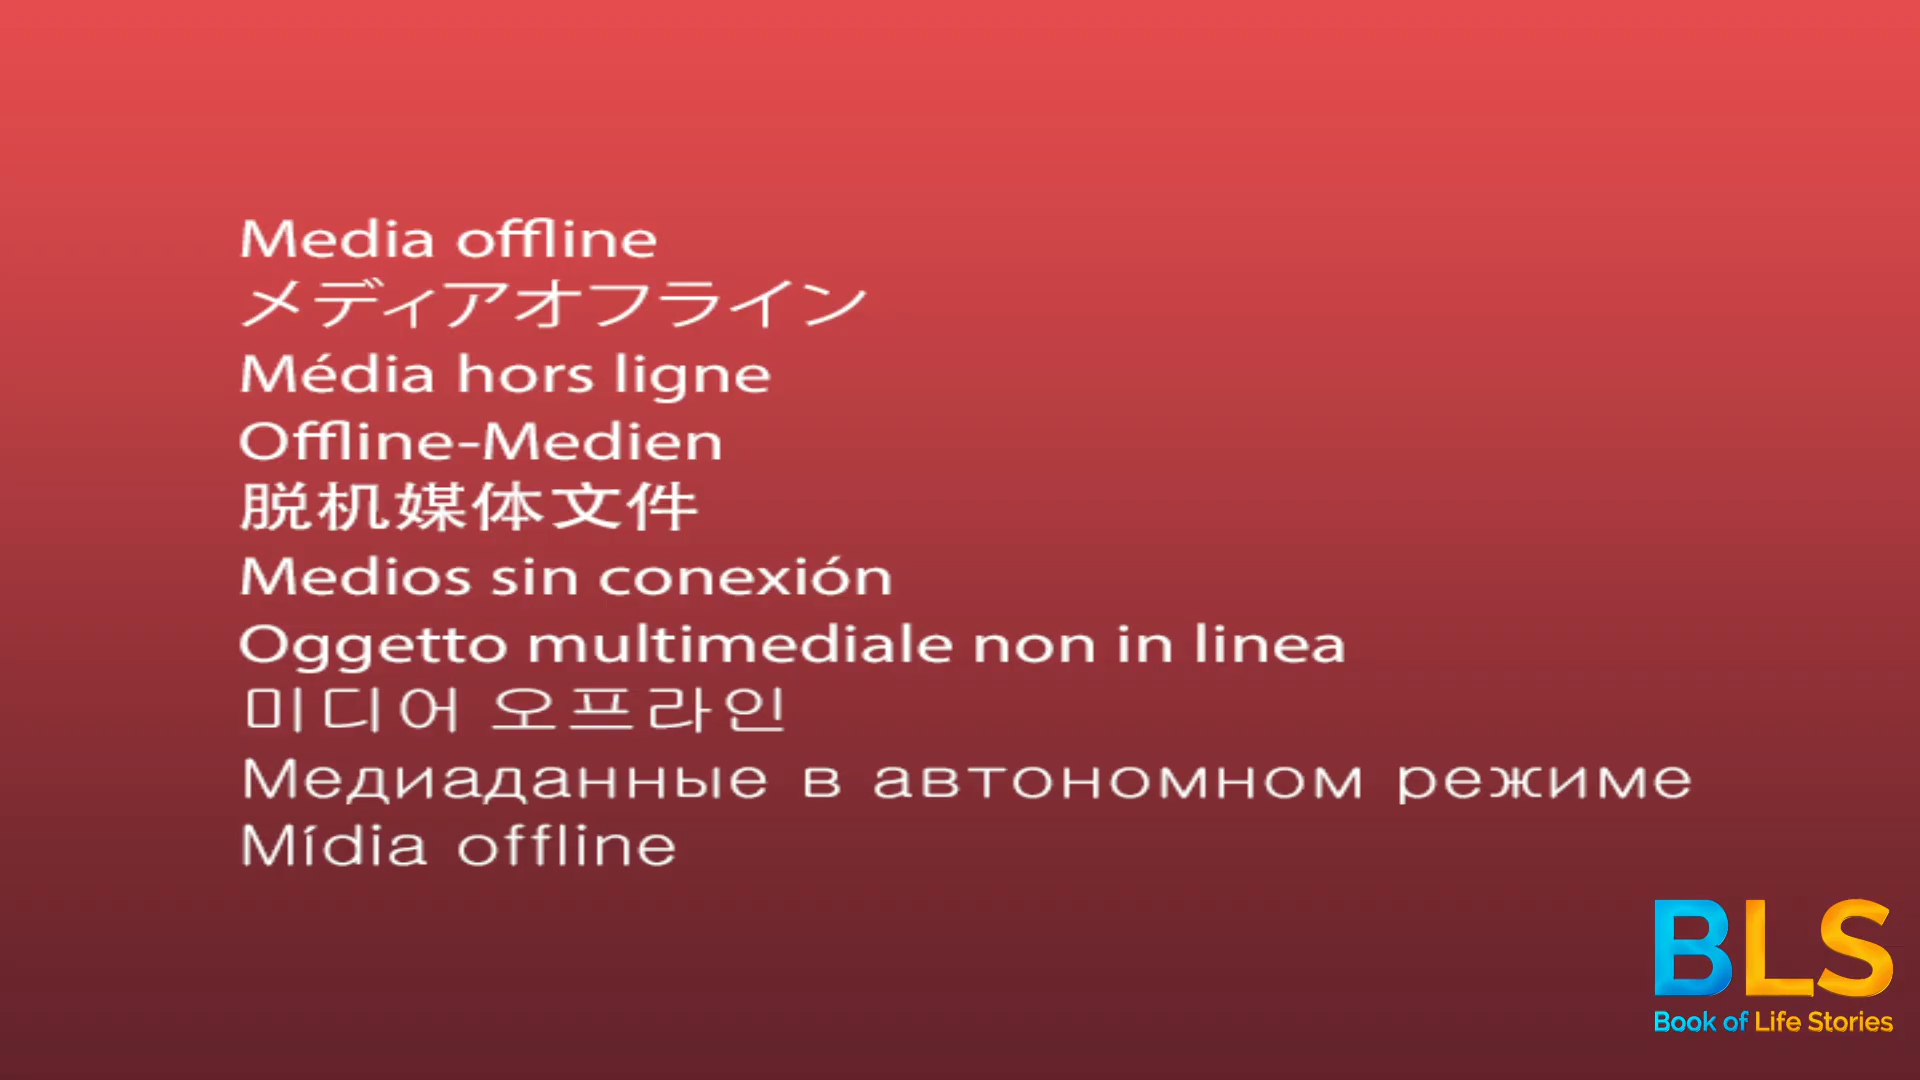 Media offline
メディアオフライン
Média hors ligne
Offline-Medien
脱机媒体文件
Medios sin conexión
Oggetto multimediale non in linea
미디어 오프라인
Медиаданные в автономном режиме
Mídia offline
BLS
Book of Life Stories